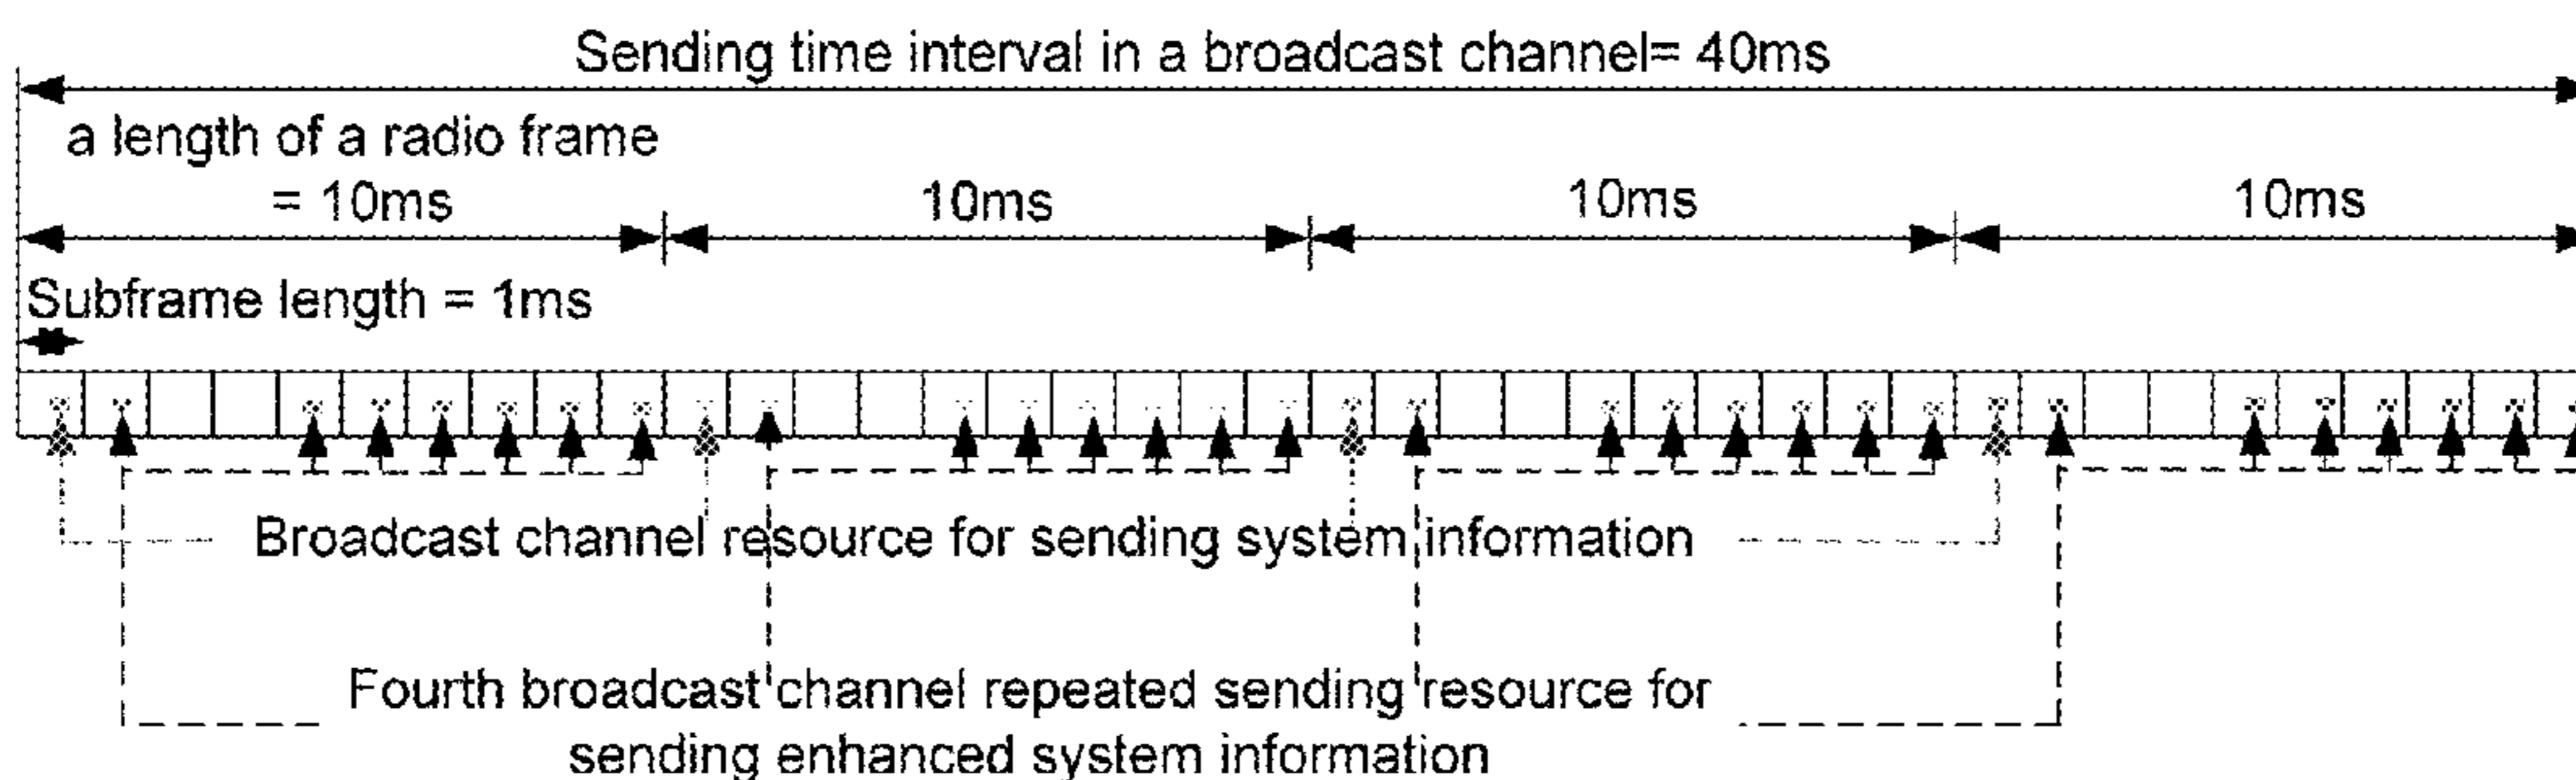 Sending time interval in a broadcast channel= 40ms
a length of a radio frame
= 10ms
10ms
10ms
10ms
Subframe length = 1ms
Broadcast channel resource for sending system information
Fourth broadcast channel repeated sending resource for
sending enhanced system information